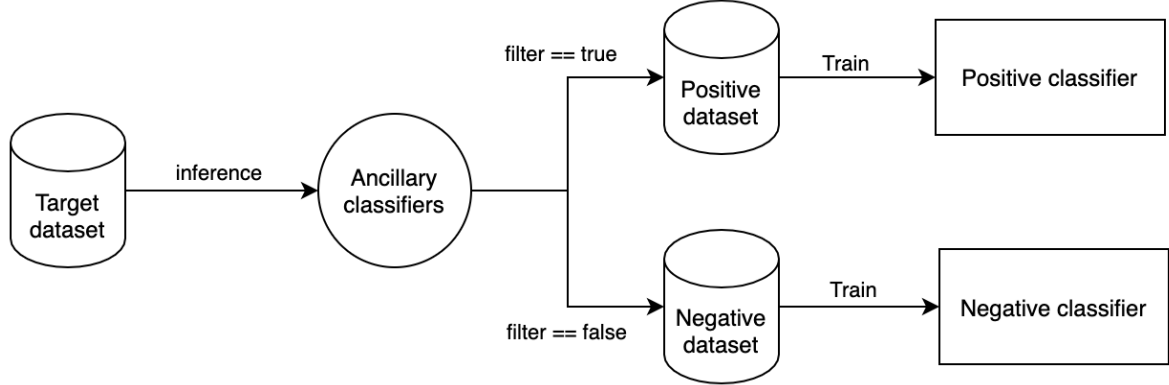 Target
dataset
inference
Ancillary
classifiers
filter == true
Positive
dataset
Train
Positive classifier
filter == false
Negative
dataset
Train
Negative classifier